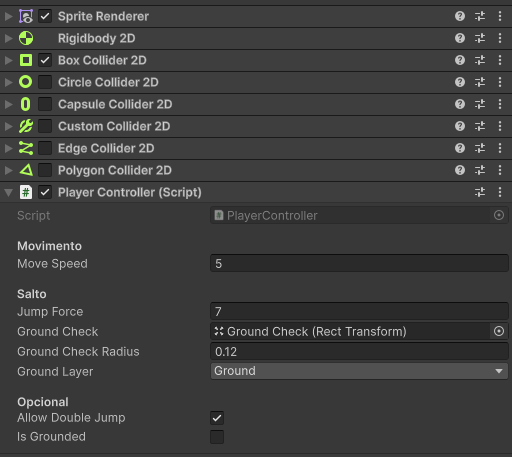 Sprite Renderer
Rigidbody 2D
Box Collider 2D
Circle Collider 2D
Capsule Collider 2D
Custom Collider 2D
Edge Collider 2D
Polygon Collider 2D
Player Controller (Script)
Script PlayerController
Movimento
Move Speed 5
Salto
Jump Force 7
Ground Check Ground Check (Rect Transform)
Ground Check Radius 0.12
Ground Layer Ground
Opcional
Allow Double Jump
Is Grounded